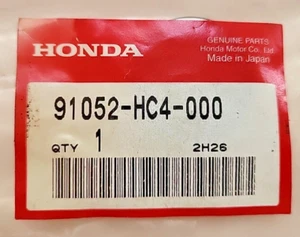 HONDA
GENUINE PARTS
Honda Motor Co., Ltd.
Made in Japan
91052-HC4-000
QTY 1 2H26